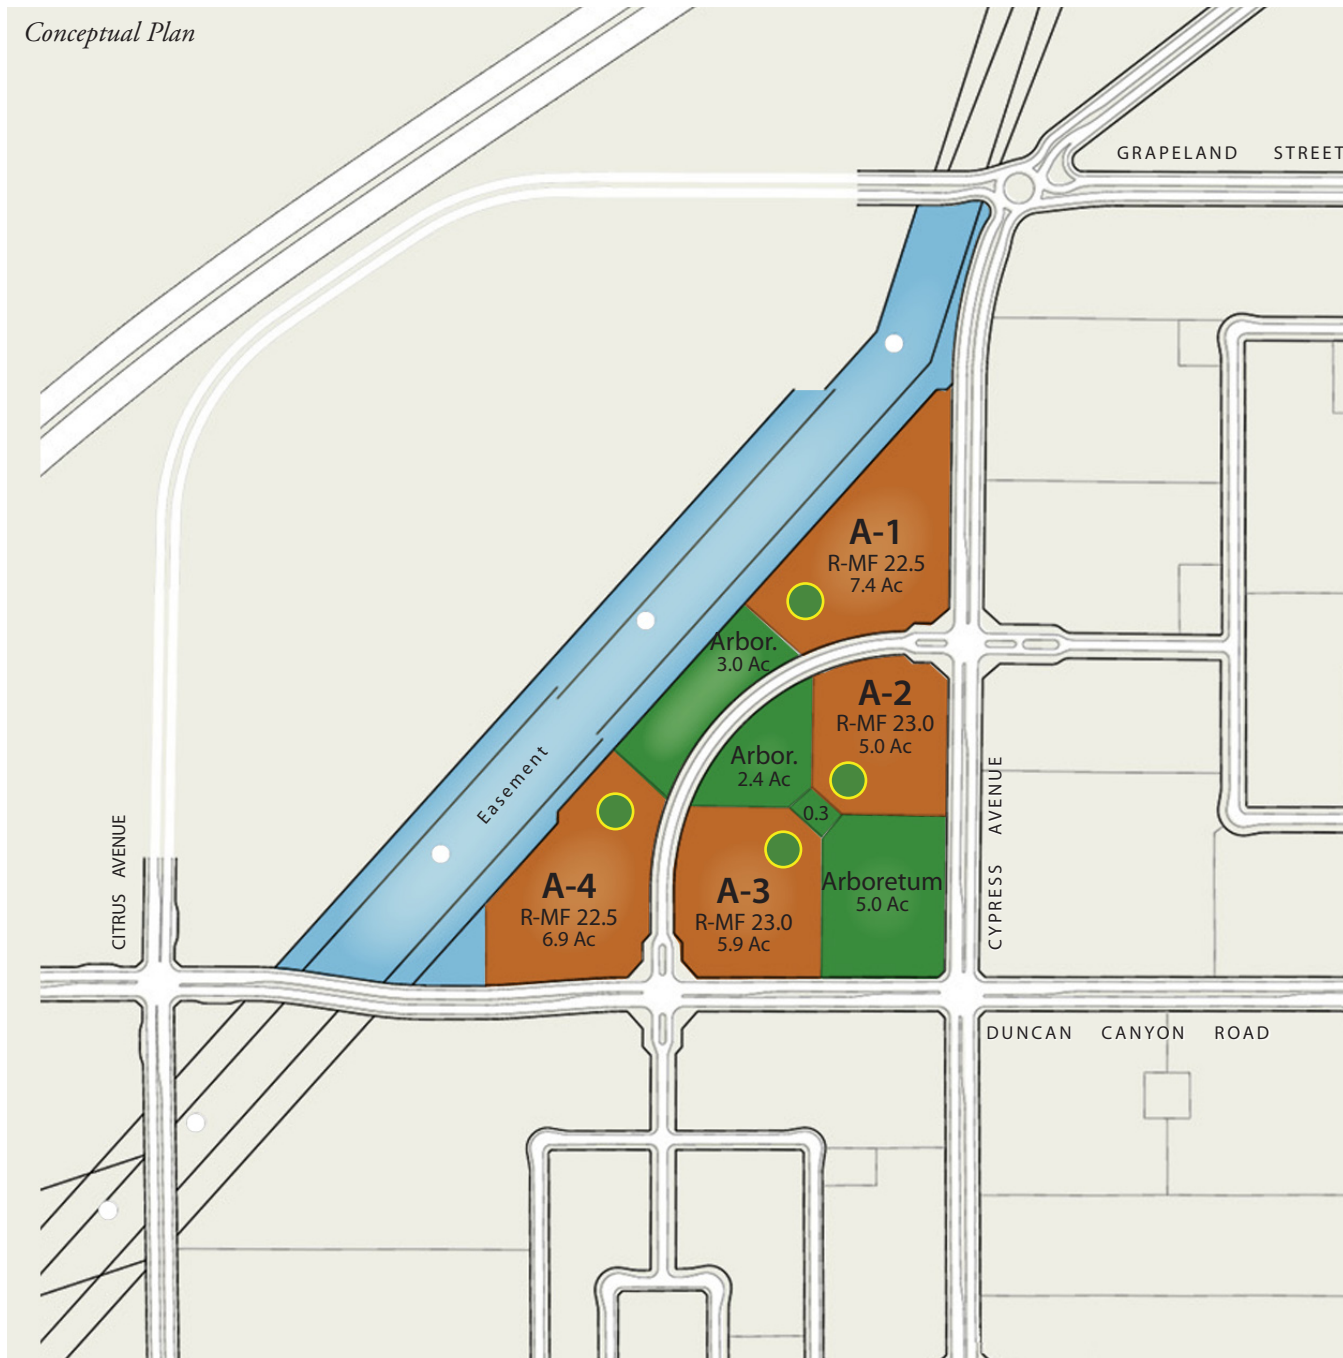 Conceptual Plan
GRAPELAND STREET
A-1
R-MF 22.5
7.4 Ac
Arbor.
3.0 Ac
A-2
R-MF 23.0
5.0 Ac
Arbor.
2.4 Ac
Easement
0.3
CYPRESS AVENUE
CITRUS AVENUE
A-4
R-MF 22.5
6.9 Ac
A-3
R-MF 23.0
5.9 Ac
Arboretum
5.0 Ac
DUNCAN CANYON ROAD